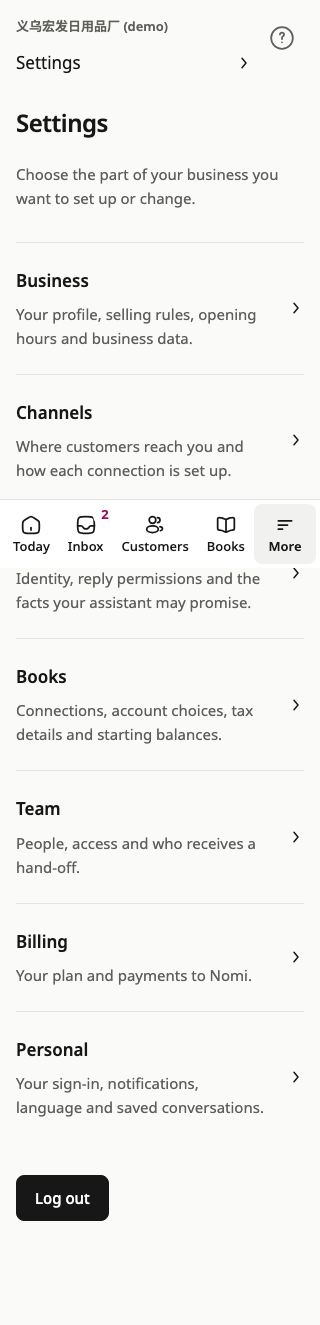 义乌宏发日用品厂 (demo)
Settings
Settings
Choose the part of your business you
want to set up or change.
Business
Your profile, selling rules, opening
hours and business data.
Channels
Where customers reach you and
how each connection is set up.
Today
Inbox
2
Customers
Books
More
Identity, reply permissions and the
facts your assistant may promise.
Books
Connections, account choices, tax
details and starting balances.
Team
People, access and who receives a
hand-off.
Billing
Your plan and payments to Nomi.
Personal
Your sign-in, notifications,
language and saved conversations.
Log out